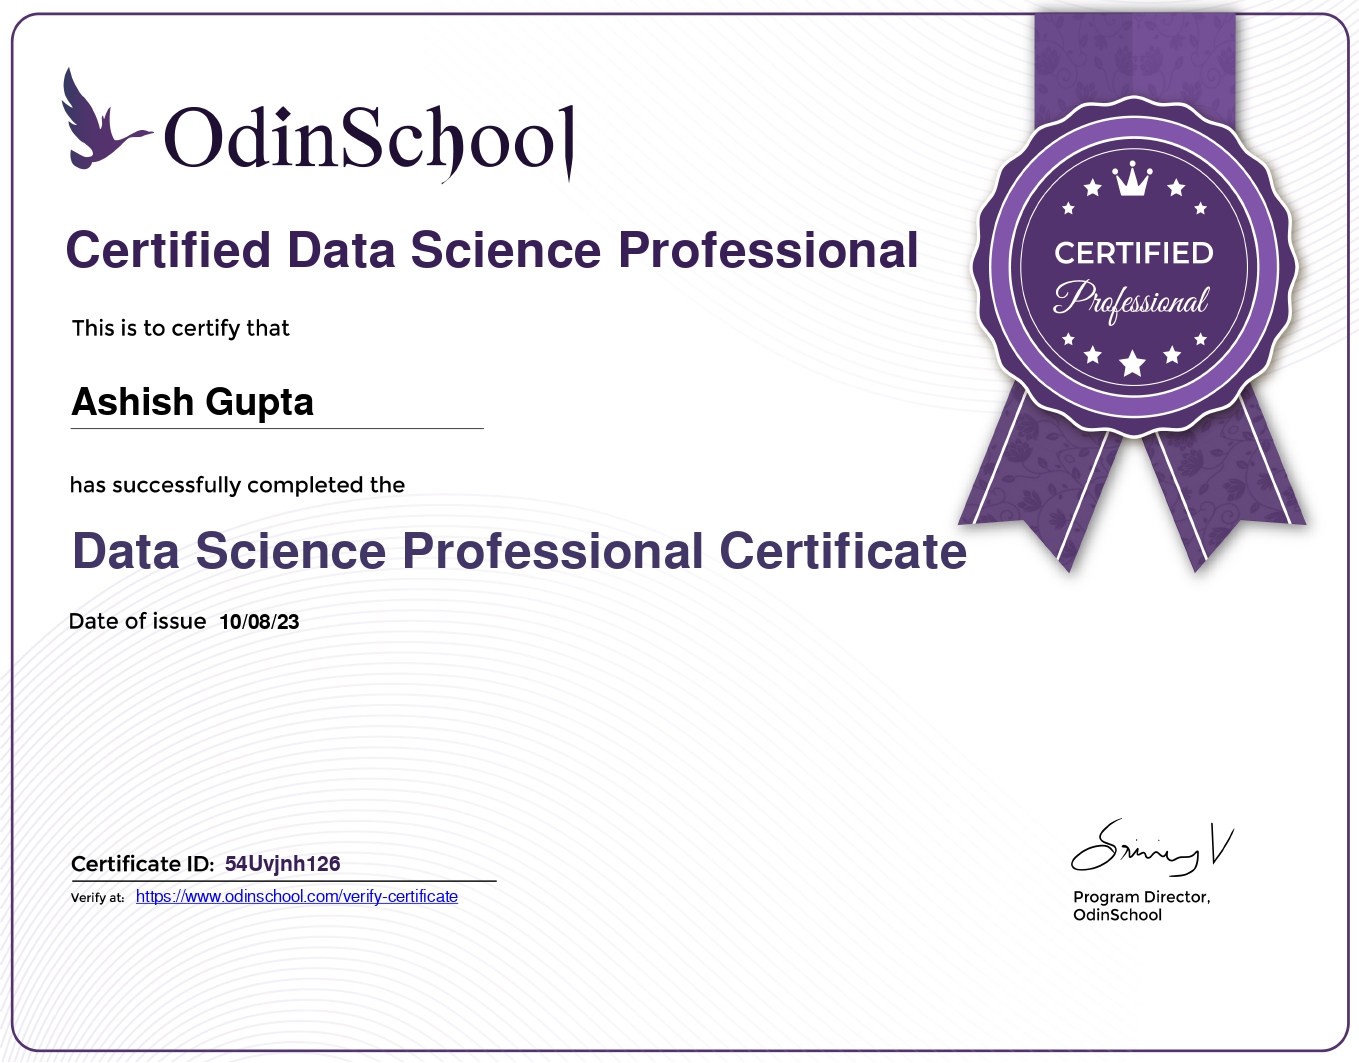 OdinSchool
Certified Data Science Professional
CERTIFIED
Professional
This is to certify that
Ashish Gupta
has successfully completed the
Data Science Professional Certificate
Date of issue 10/08/23
Certificate ID: 54Uvjnh126
Verify at: https://www.odinschool.com/verify-certificate
Program Director,
OdinSchool